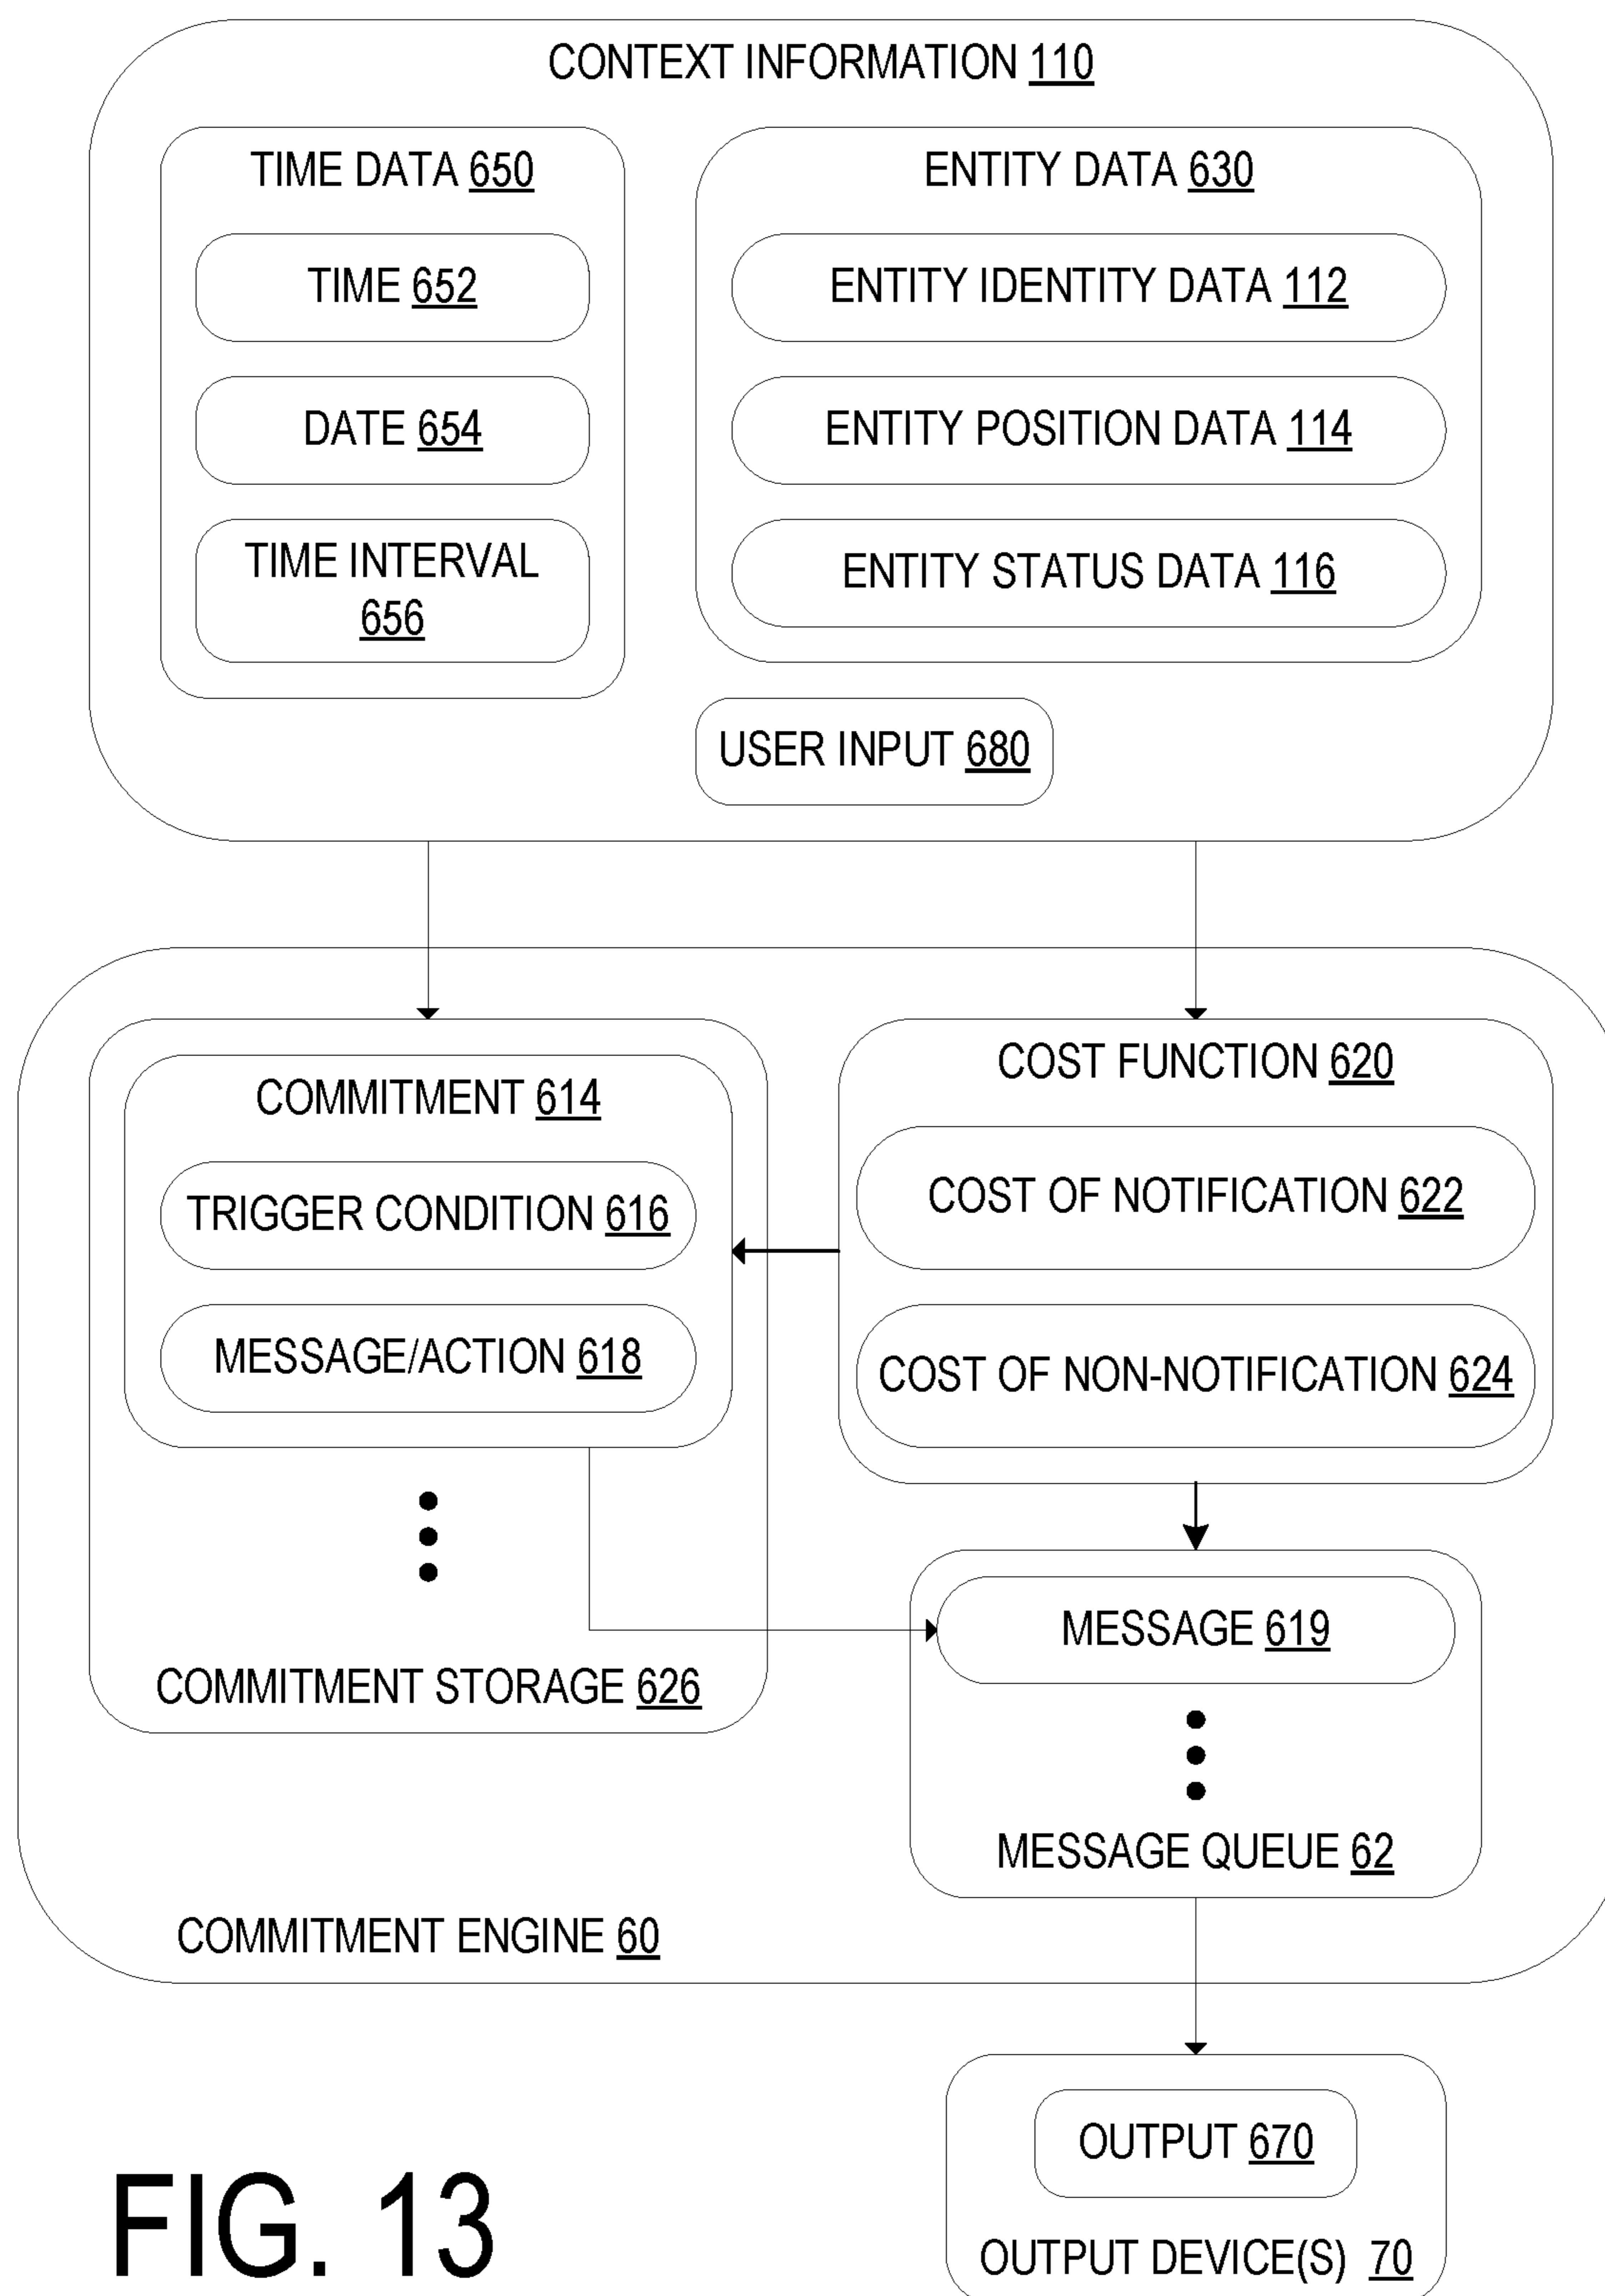 CONTEXT INFORMATION 110
TIME DATA 650
TIME 652
DATE 654
TIME INTERVAL
656
ENTITY DATA 630
ENTITY IDENTITY DATA 112
ENTITY POSITION DATA 114
ENTITY STATUS DATA 116
USER INPUT 680
COMMITMENT 614
TRIGGER CONDITION 616
MESSAGE/ACTION 618
COMMITMENT STORAGE 626
COST FUNCTION 620
COST OF NOTIFICATION 622
COST OF NON-NOTIFICATION 624
MESSAGE 619
MESSAGE QUEUE 62
COMMITMENT ENGINE 60
OUTPUT 670
OUTPUT DEVICE(S) 70
FIG. 13